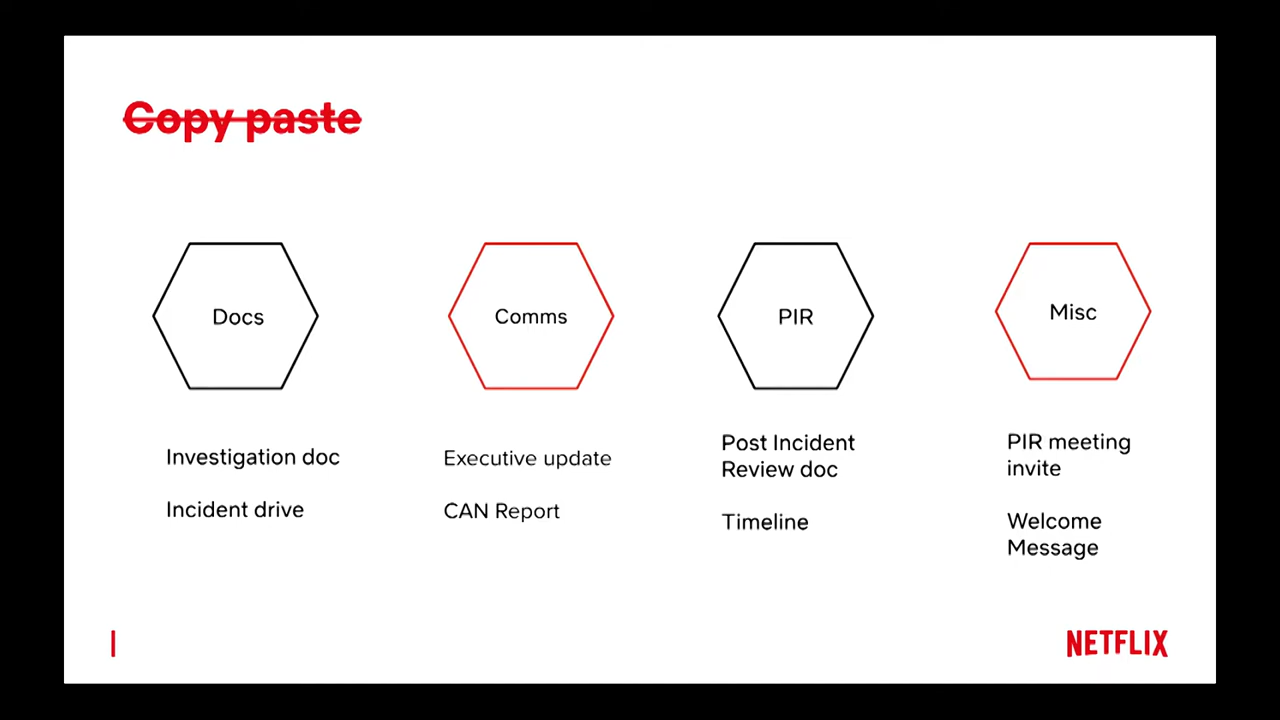 Copy paste
Docs
Comms
PIR
Misc
Investigation doc
Incident drive
Executive update
CAN Report
Post Incident
Review doc
Timeline
PIR meeting
invite
Welcome
Message
NETFLIX